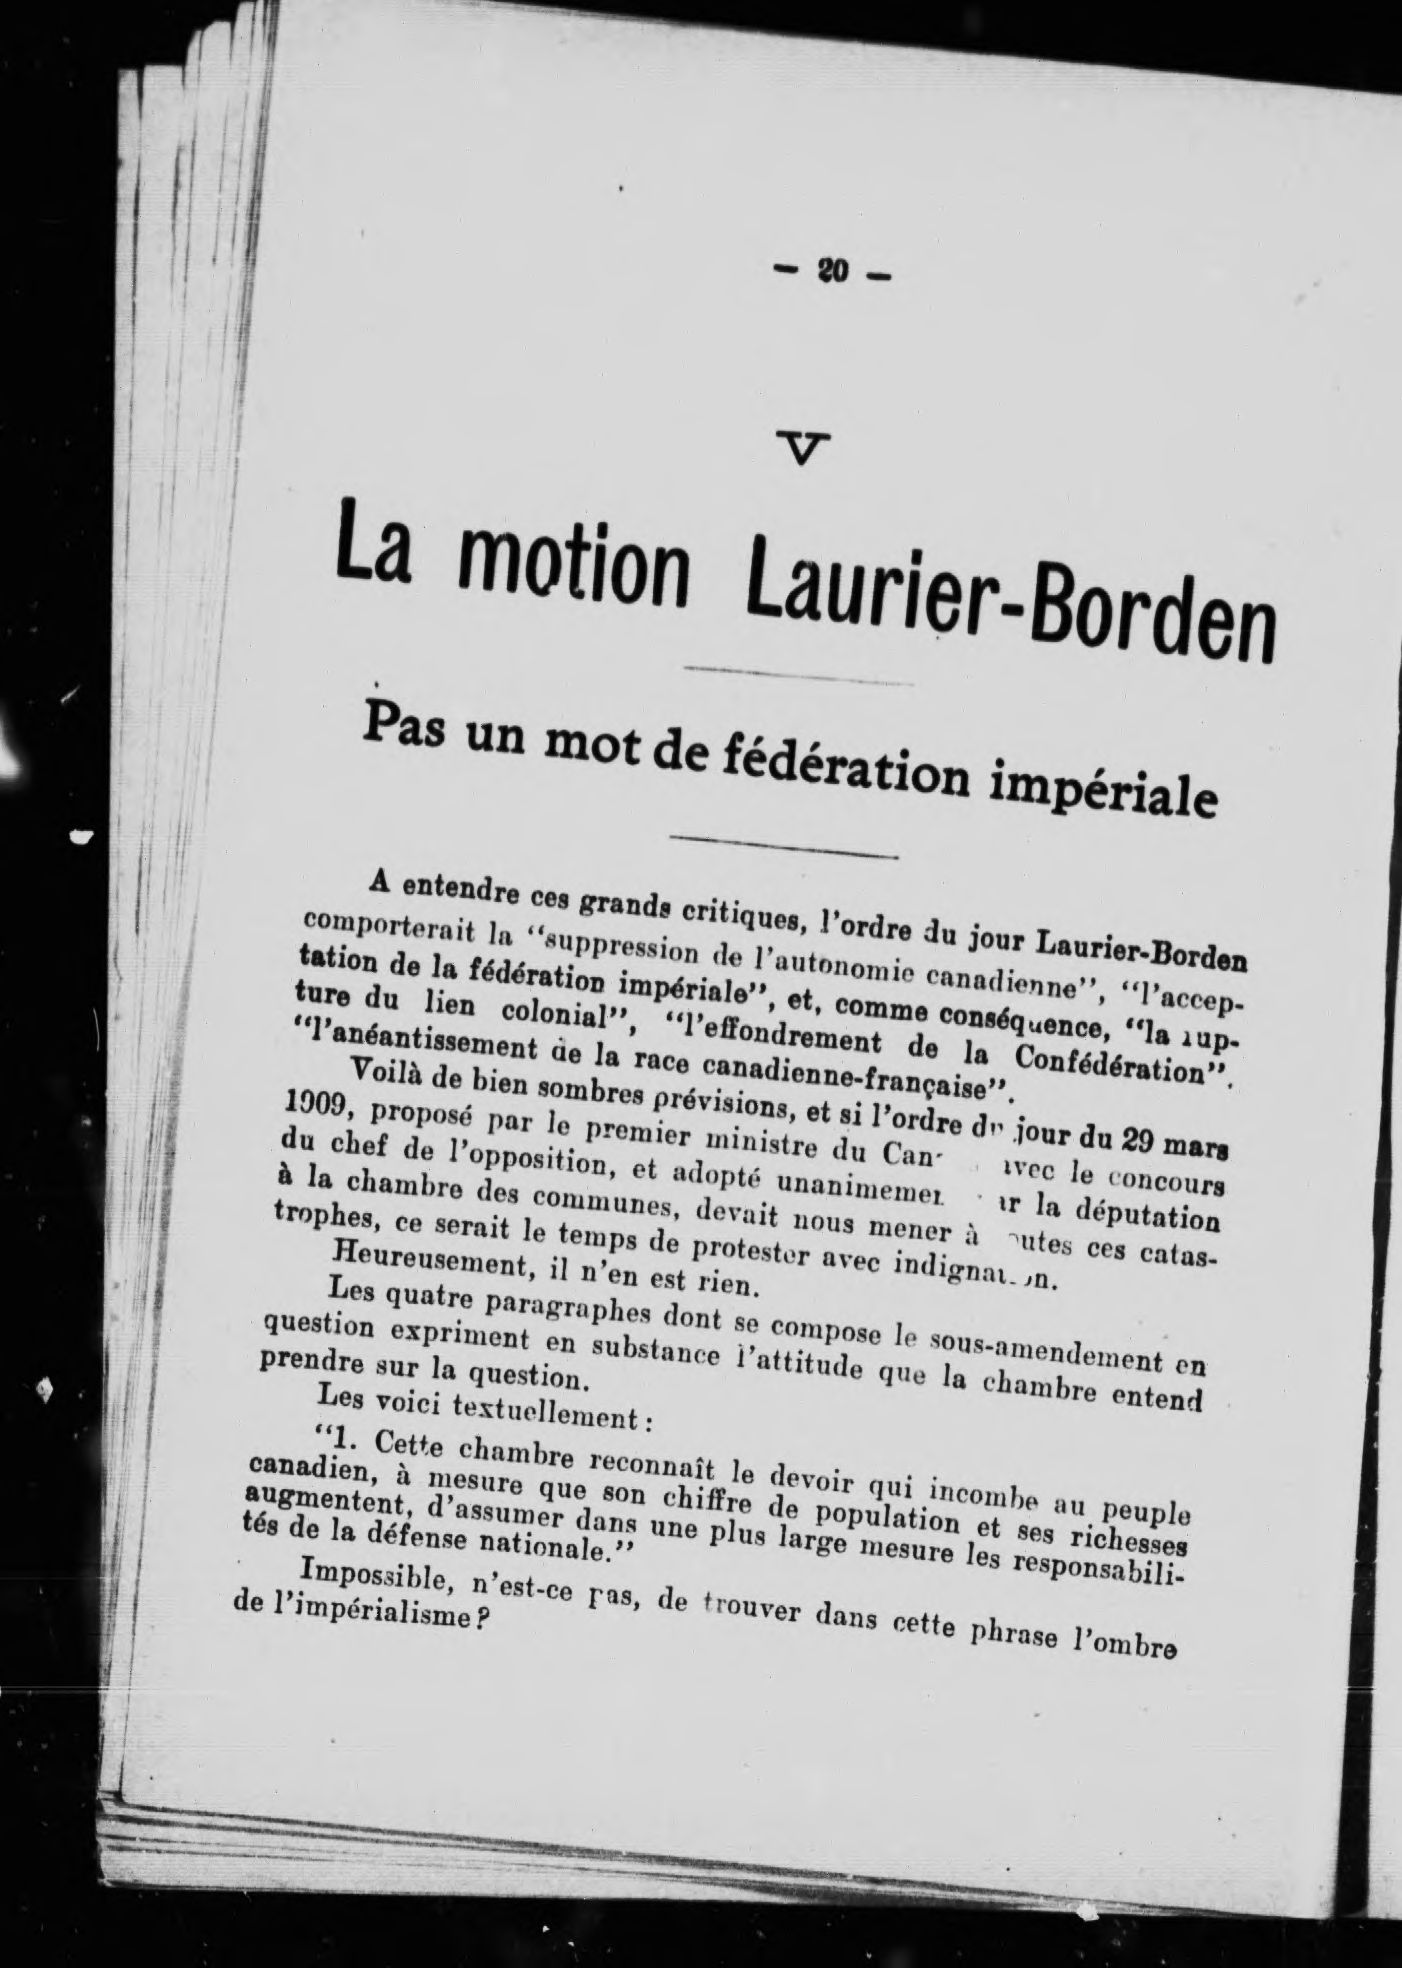 — 20 —
V
La motion Laurier-Borden
Pas un mot de fédération impériale
A entendre ces grands critiques, l'ordre du jour Laurier-Borden
comporterait la “suppression de l'autonomie canadienne”, “l'accep-
tation de la fédération impériale”, et, comme conséquence, “la rup-
ture du lien colonial”, “l'effondrement de la Confédération”.
“l'anéantissement de la race canadienne-française”.
Voilà de bien sombres prévisions, et si l'ordre du jour du 29 mars
1909, proposé par le premier ministre du avec le concours
du chef de l'opposition, et adopté unanimement la députation
à la chambre des communes, devait nous mener à toutes ces catas-
trophes, ce serait le temps de protester avec indignation.
Heureusement, il n'en est rien.
Les quatre paragraphes dont se compose le sous-amendement en
question expriment en substance l'attitude que la chambre entend
prendre sur la question.
Les voici textuellement :
“1. Cette chambre reconnaît le devoir qui incombe au peuple
canadien, à mesure que son chiffre de population et ses richesses
augmentent, d'assumer dans une plus large mesure les responsabili-
tés de la défense nationale.”
Impossible, n'est-ce pas, de trouver dans cette phrase l'ombre
de l'impérialisme?